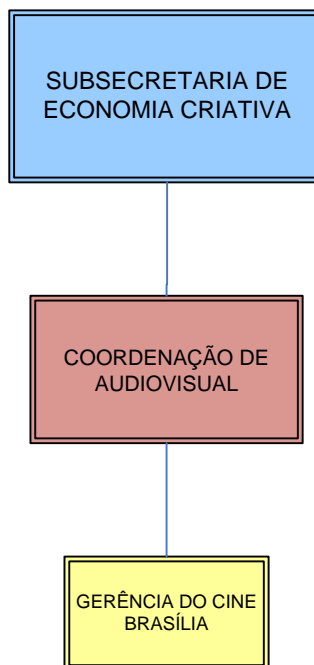 SUBSECRETARIA DE
ECONOMIA CRIATIVA
COORDENAÇÃO DE
AUDIOVISUAL
GERÊNCIA DO CINE
BRASÍLIA